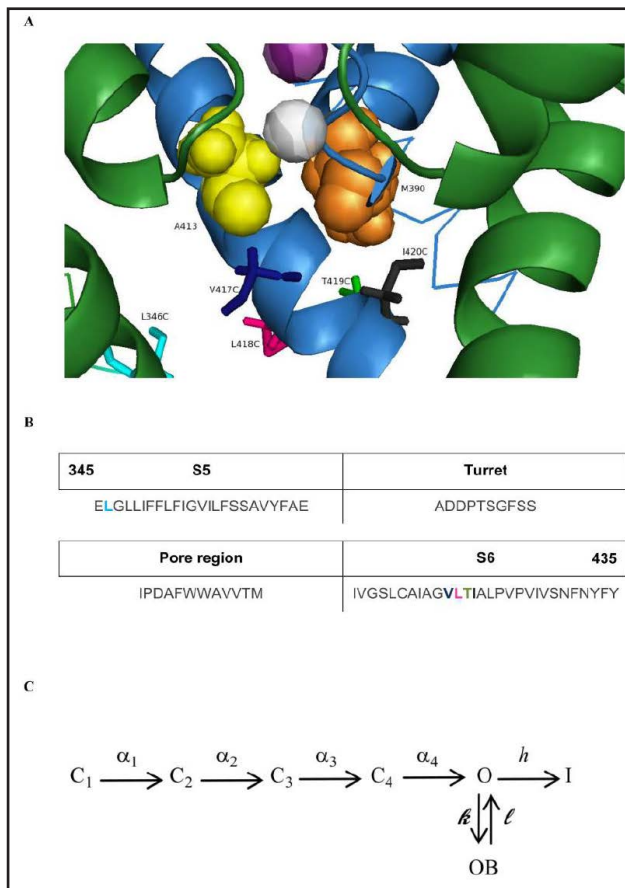 A
M390
A413
I420C
T419C
V417C
L346C
L418C
B
345 S5 Turret
ELGLLIFFLFIGVILFSSAVYFAE ADDPTSGFSS
Pore region S6 435
IPDAFWWAVVTM IVGSLCAIAGVLTIALPVPVIVSNFNYFY
C
C₁ α₁ C₂ α₂ C₃ α₃ C₄ α₄ O h I
k l
OB